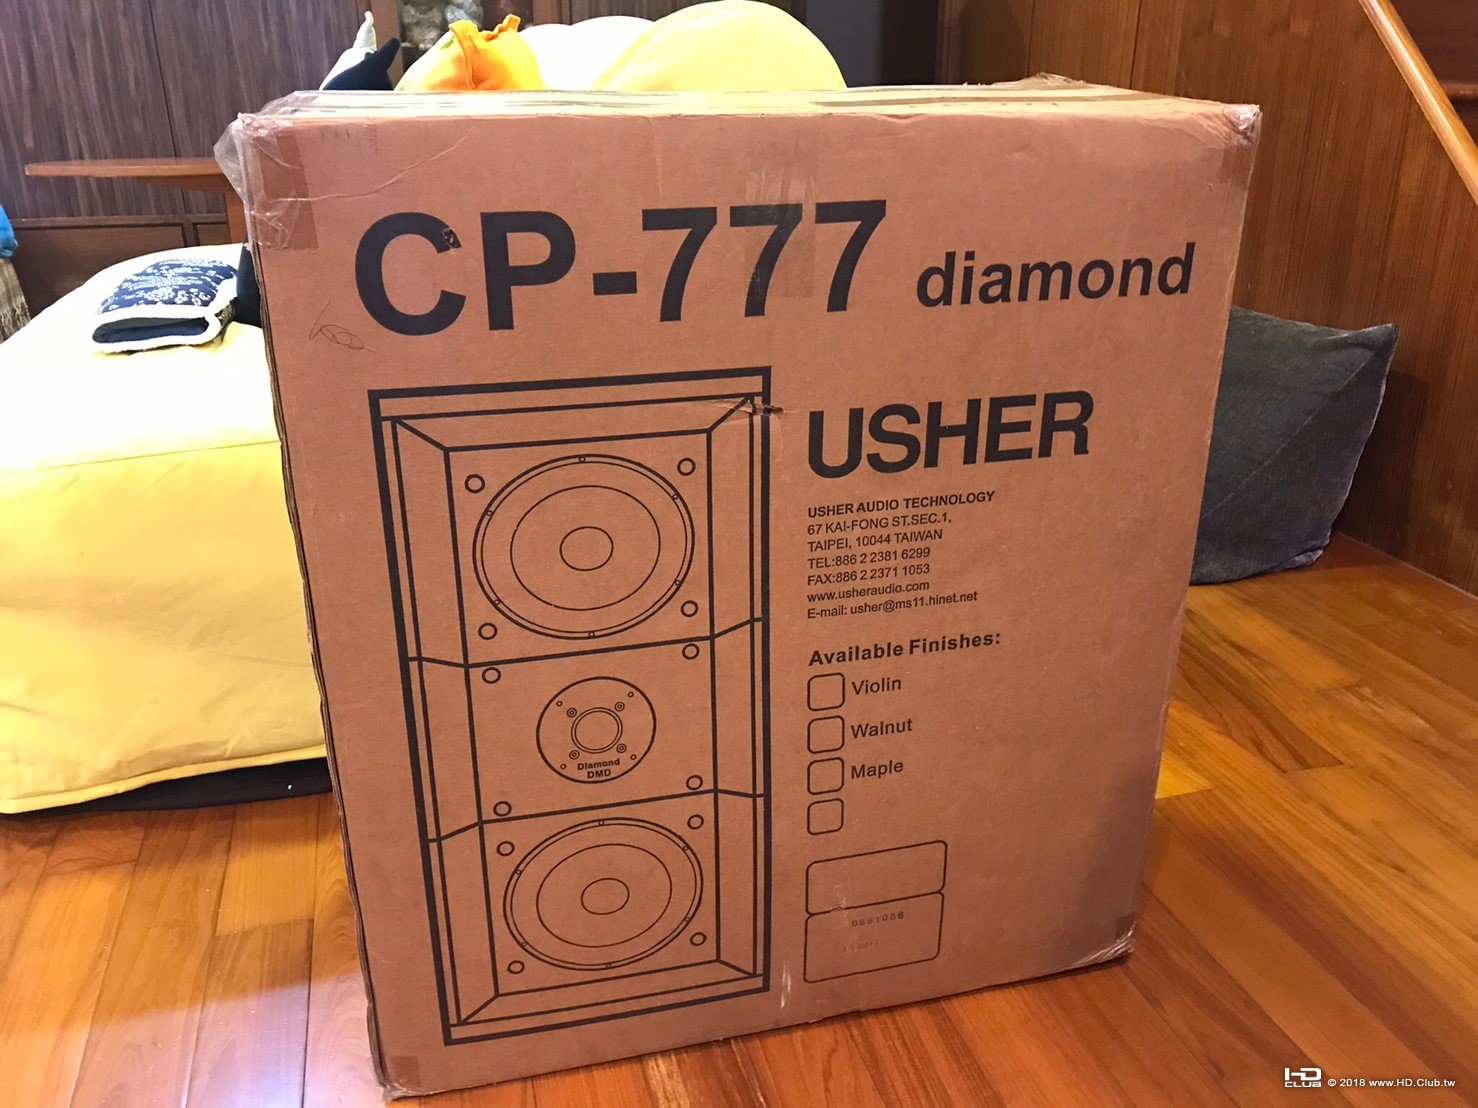 CP-777 diamond
USHER
USHER AUDIO TECHNOLOGY
67 KAI-FONG ST.SEC.1,
TAIPEI, 10044 TAIWAN
TEL:886 2 2381 6299
FAX:886 2 2371 1053
www.usheraudio.com
E-mail: usher@ms11.hinet.net
Available Finishes:
Violin
Walnut
Maple
Diamond
DMD
HD
CLUB
© 2018 www.HD.Club.tw